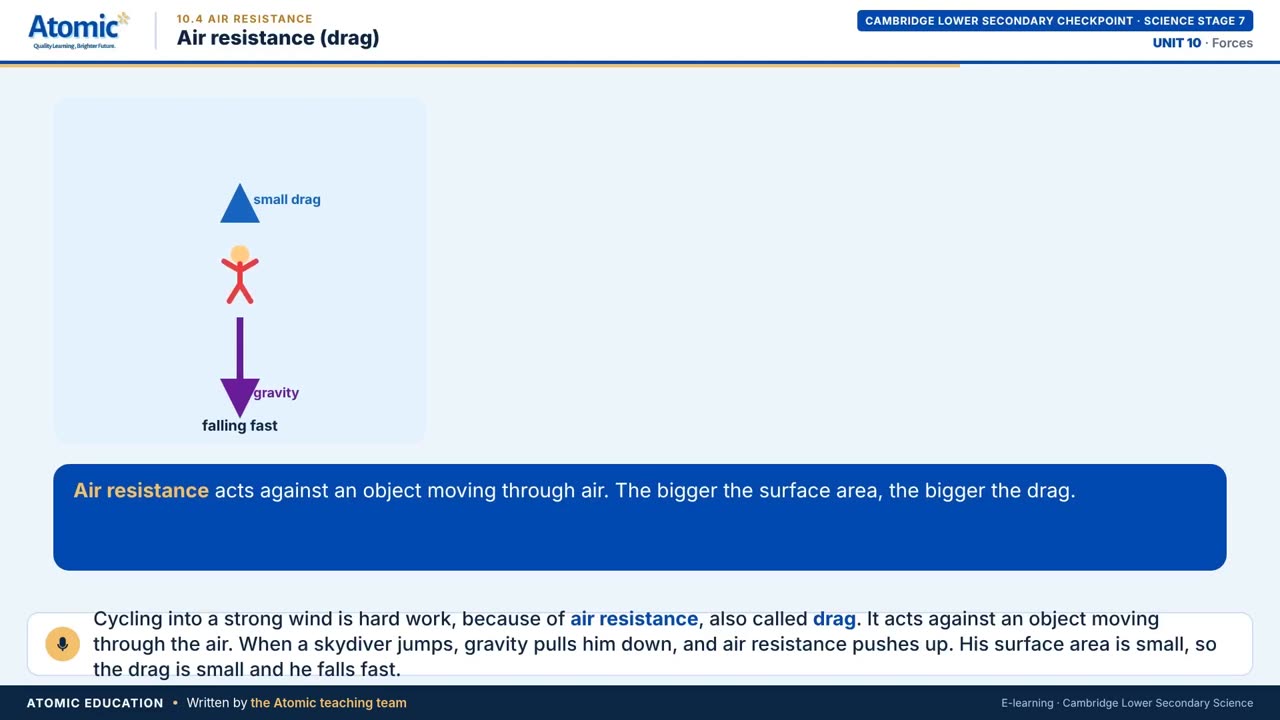 Atomic
Quality Learning, Brighter Future.
10.4 AIR RESISTANCE
Air resistance (drag)
CAMBRIDGE LOWER SECONDARY CHECKPOINT · SCIENCE STAGE 7
UNIT 10 · Forces
small drag
gravity
falling fast
Air resistance acts against an object moving through air. The bigger the surface area, the bigger the drag.
Cycling into a strong wind is hard work, because of air resistance, also called drag. It acts against an object moving
through the air. When a skydiver jumps, gravity pulls him down, and air resistance pushes up. His surface area is small, so
the drag is small and he falls fast.
ATOMIC EDUCATION • Written by the Atomic teaching team
E-learning · Cambridge Lower Secondary Science